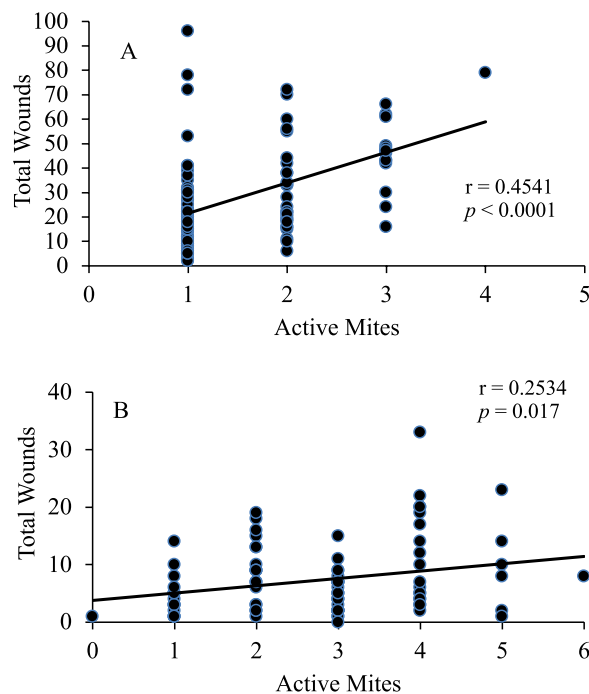 A
Total Wounds
100
90
80
70
60
50
40
30
20
10
0
r = 0.4541
p < 0.0001
0 1 2 3 4 5
Active Mites
B
Total Wounds
r = 0.2534
p = 0.017
40
30
20
10
0
0 1 2 3 4 5 6
Active Mites